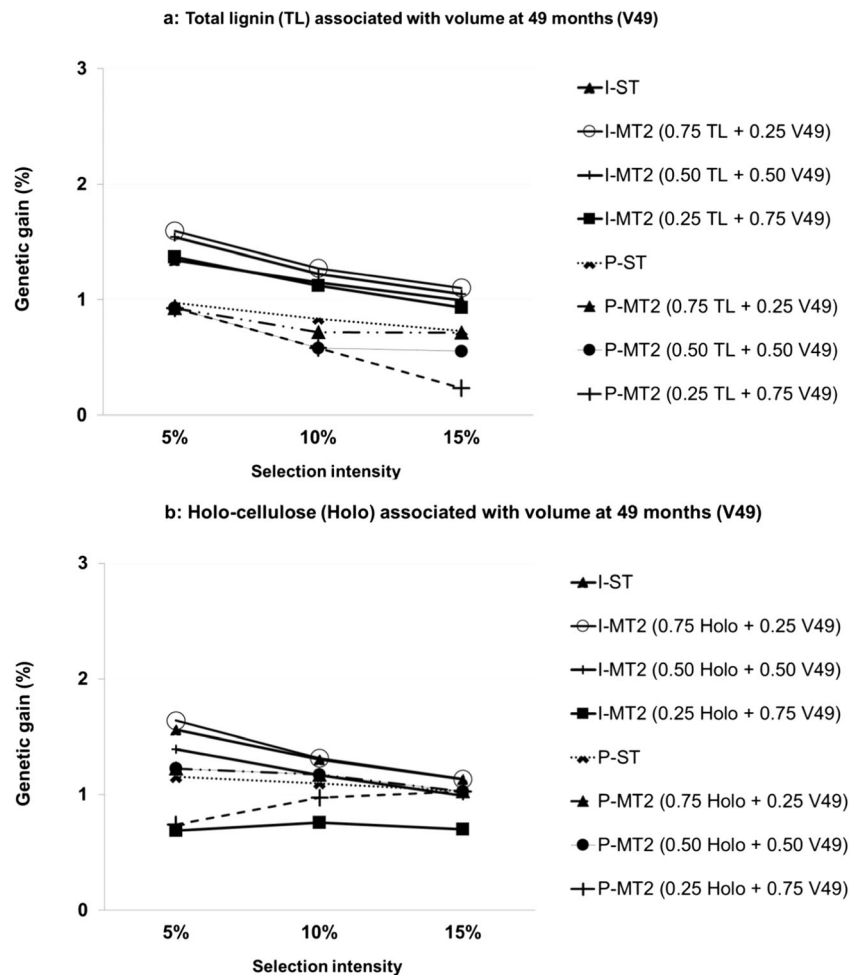 a: Total lignin (TL) associated with volume at 49 months (V49)
3
2
1
0
Genetic gain (%)
5% 10% 15%
Selection intensity
I-ST
I-MT2 (0.75 TL + 0.25 V49)
I-MT2 (0.50 TL + 0.50 V49)
I-MT2 (0.25 TL + 0.75 V49)
P-ST
P-MT2 (0.75 TL + 0.25 V49)
P-MT2 (0.50 TL + 0.50 V49)
P-MT2 (0.25 TL + 0.75 V49)
b: Holo-cellulose (Holo) associated with volume at 49 months (V49)
3
2
1
0
Genetic gain (%)
5% 10% 15%
Selection intensity
I-ST
I-MT2 (0.75 Holo + 0.25 V49)
I-MT2 (0.50 Holo + 0.50 V49)
I-MT2 (0.25 Holo + 0.75 V49)
P-ST
P-MT2 (0.75 Holo + 0.25 V49)
P-MT2 (0.50 Holo + 0.50 V49)
P-MT2 (0.25 Holo + 0.75 V49)